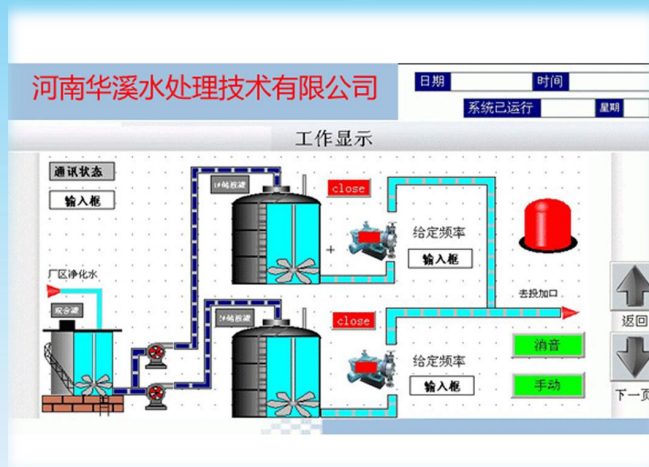 河南华溪水处理技术有限公司
日期
时间
系统已运行
星期
工作显示
通讯状态
输入框
close
给定频率
输入框
厂区净化水
去投加口
返回
close
消音
给定频率
输入框
手动
下一页